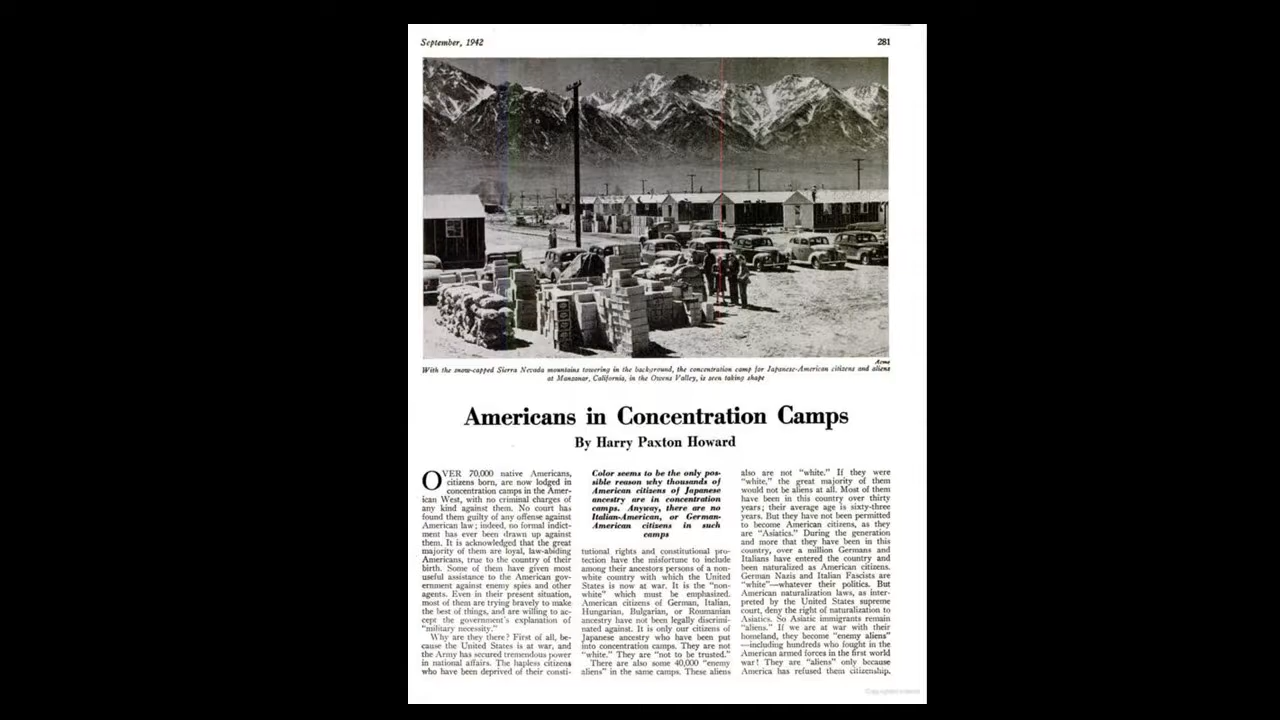 September, 1942
281
Acme
With the snow-capped Sierra Nevada mountains towering in the background, the concentration camp for Japanese-American citizens and aliens
at Manzanar, California, in the Owens Valley, is seen taking shape
Americans in Concentration Camps
By Harry Paxton Howard
OVER 70,000 native Americans,
citizens born, are now lodged in
concentration camps in the Amer-
ican West, with no criminal charges of
any kind against them. No court has
found them guilty of any offense against
American law; indeed, no formal indict-
ment has ever been drawn up against
them. It is acknowledged that the great
majority of them are loyal, law-abiding
Americans, true to the country of their
birth. Some of them have given most
useful assistance to the American gov-
ernment against enemy spies and other
agents. Even in their present situation,
most of them are trying bravely to make
the best of things, and are willing to ac-
cept the government's explanation of
"military necessity."
Why are they there? First of all, be-
cause the United States is at war, and
the Army has secured tremendous power
in national affairs. The hapless citizens
who have been deprived of their consti-
Color seems to be the only pos-
sible reason why thousands of
American citizens of Japanese
ancestry are in concentration
camps. Anyway, there are no
Italian-American, or German-
American citizens in such
camps
tutional rights and constitutional pro-
tection have the misfortune to include
among their ancestors persons of a non-
white country with which the United
States is now at war. It is the "non-
white" which must be emphasized.
American citizens of German, Italian,
Hungarian, Bulgarian, or Roumanian
ancestry have not been legally discrimi-
nated against. It is only our citizens of
Japanese ancestry who have been put
into concentration camps. They are not
"white." They are "not to be trusted."
There are also some 40,000 "enemy
aliens" in the same camps. These aliens
also are not "white." If they were
"white," the great majority of them
would not be aliens at all. Most of them
have been in this country over thirty
years; their average age is sixty-three
years. But they have not been permitted
to become American citizens, as they
are "Asiatics." During the generation
and more that they have been in this
country, over a million Germans and
Italians have entered the country and
been naturalized as American citizens.
German Nazis and Italian Fascists are
"white"—whatever their politics. But
American naturalization laws, as inter-
preted by the United States supreme
court, deny the right of naturalization to
Asiatics. So Asiatic immigrants remain
"aliens." If we are at war with their
homeland, they become "enemy aliens"
—including hundreds who fought in the
American armed forces in the first world
war! They are "aliens" only because
America has refused them citizenship.
Copyrighted material